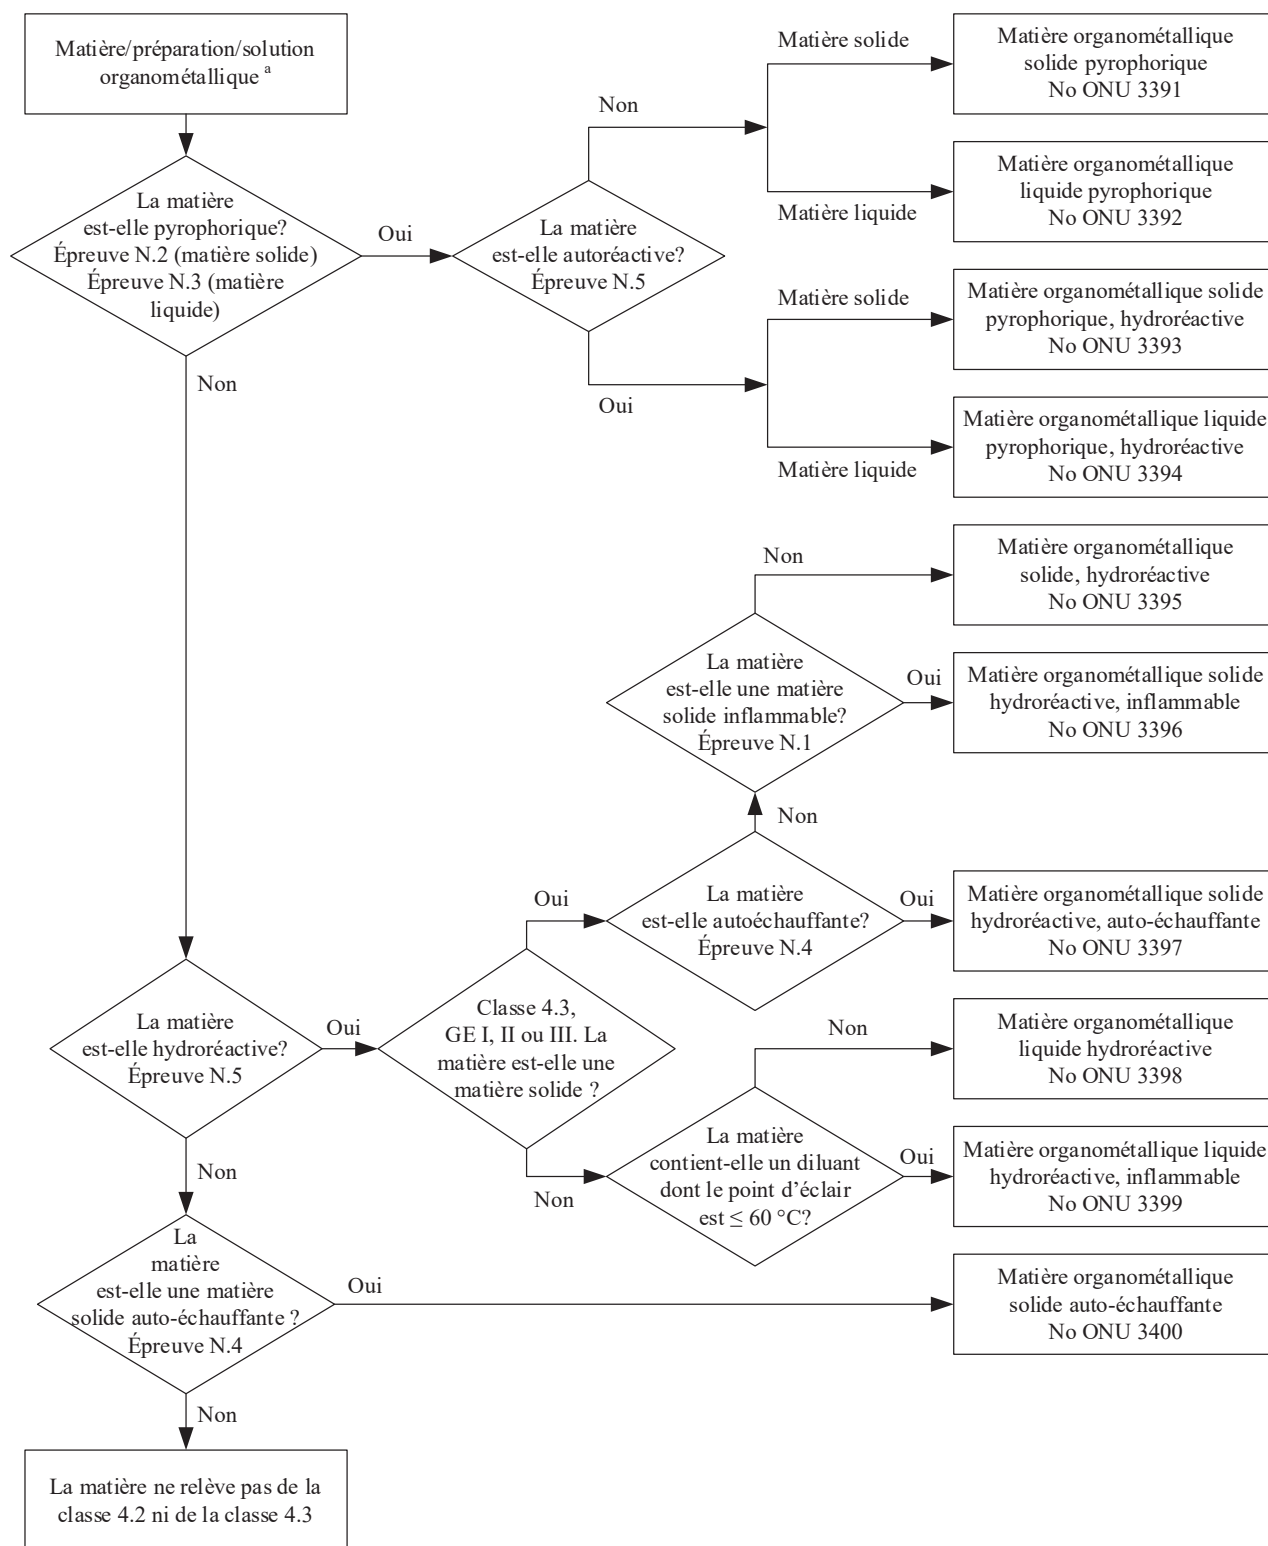 Matière/préparation/solution
organométallique a
La matière
est-elle pyrophorique?
Épreuve N.2 (matière solide)
Épreuve N.3 (matière
liquide)
Oui
Non
La matière
est-elle autoréactive?
Épreuve N.5
Non
Oui
Matière solide
Matière liquide
Matière organométallique
solide pyrophorique
No ONU 3391
Matière organométallique
liquide pyrophorique
No ONU 3392
Matière solide
Matière liquide
Matière organométallique solide
pyrophorique, hydroréactive
No ONU 3393
Matière organométallique liquide
pyrophorique, hydroréactive
No ONU 3394
Non
Matière organométallique
solide, hydroréactive
No ONU 3395
La matière
est-elle une matière
solide inflammable?
Épreuve N.1
Oui
Matière organométallique solide
hydroréactive, inflammable
No ONU 3396
Non
Oui
La matière
est-elle autoéchauffante?
Épreuve N.4
Oui
Matière organométallique solide
hydroréactive, auto-échauffante
No ONU 3397
La matière
est-elle hydroréactive?
Épreuve N.5
Oui
Classe 4.3,
GE I, II ou III. La
matière est-elle une
matière solide ?
Non
Matière organométallique
liquide hydroréactive
No ONU 3398
Non
Non
La matière
contient-elle un diluant
dont le point d’éclair
est ≤ 60 °C?
Oui
Matière organométallique liquide
hydroréactive, inflammable
No ONU 3399
La
matière
est-elle une matière
solide auto-échauffante ?
Épreuve N.4
Oui
Matière organométallique
solide auto-échauffante
No ONU 3400
Non
La matière ne relève pas de la
classe 4.2 ni de la classe 4.3